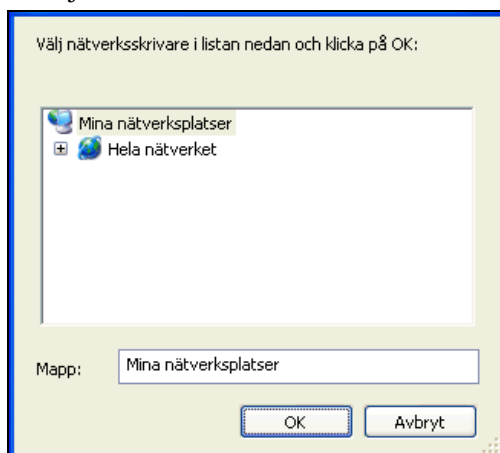 Välj nätverksskrivare i listan nedan och klicka på OK:
Mina nätverksplatser
Hela nätverket
Mapp: Mina nätverksplatser
OK Avbryt